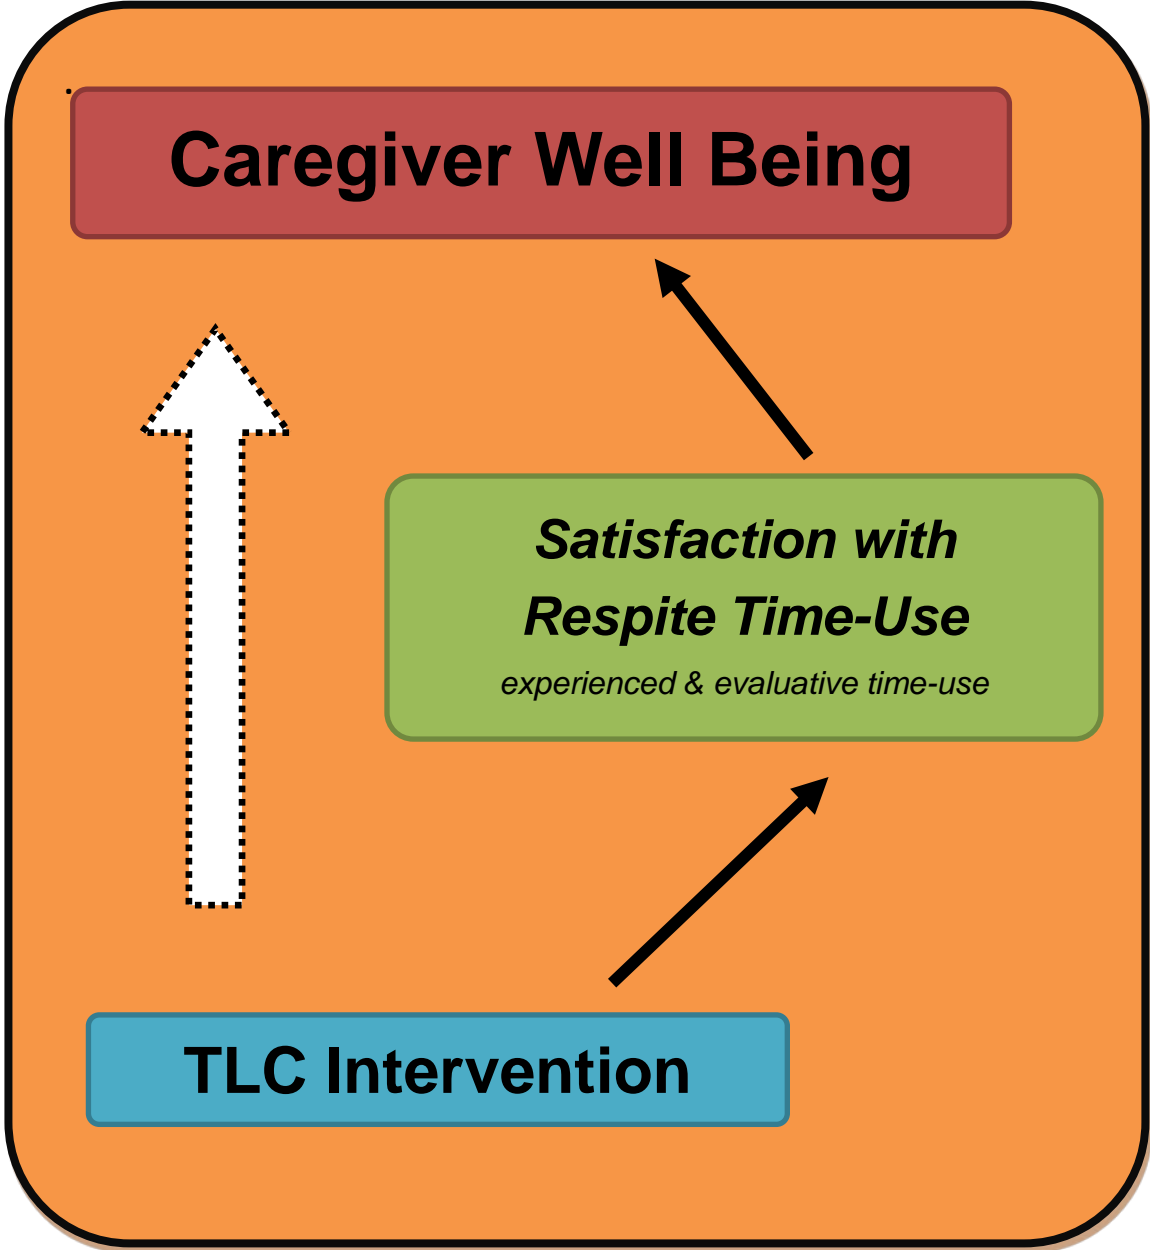 Caregiver Well Being
Satisfaction with
Respite Time-Use
experienced & evaluative time-use
TLC Intervention